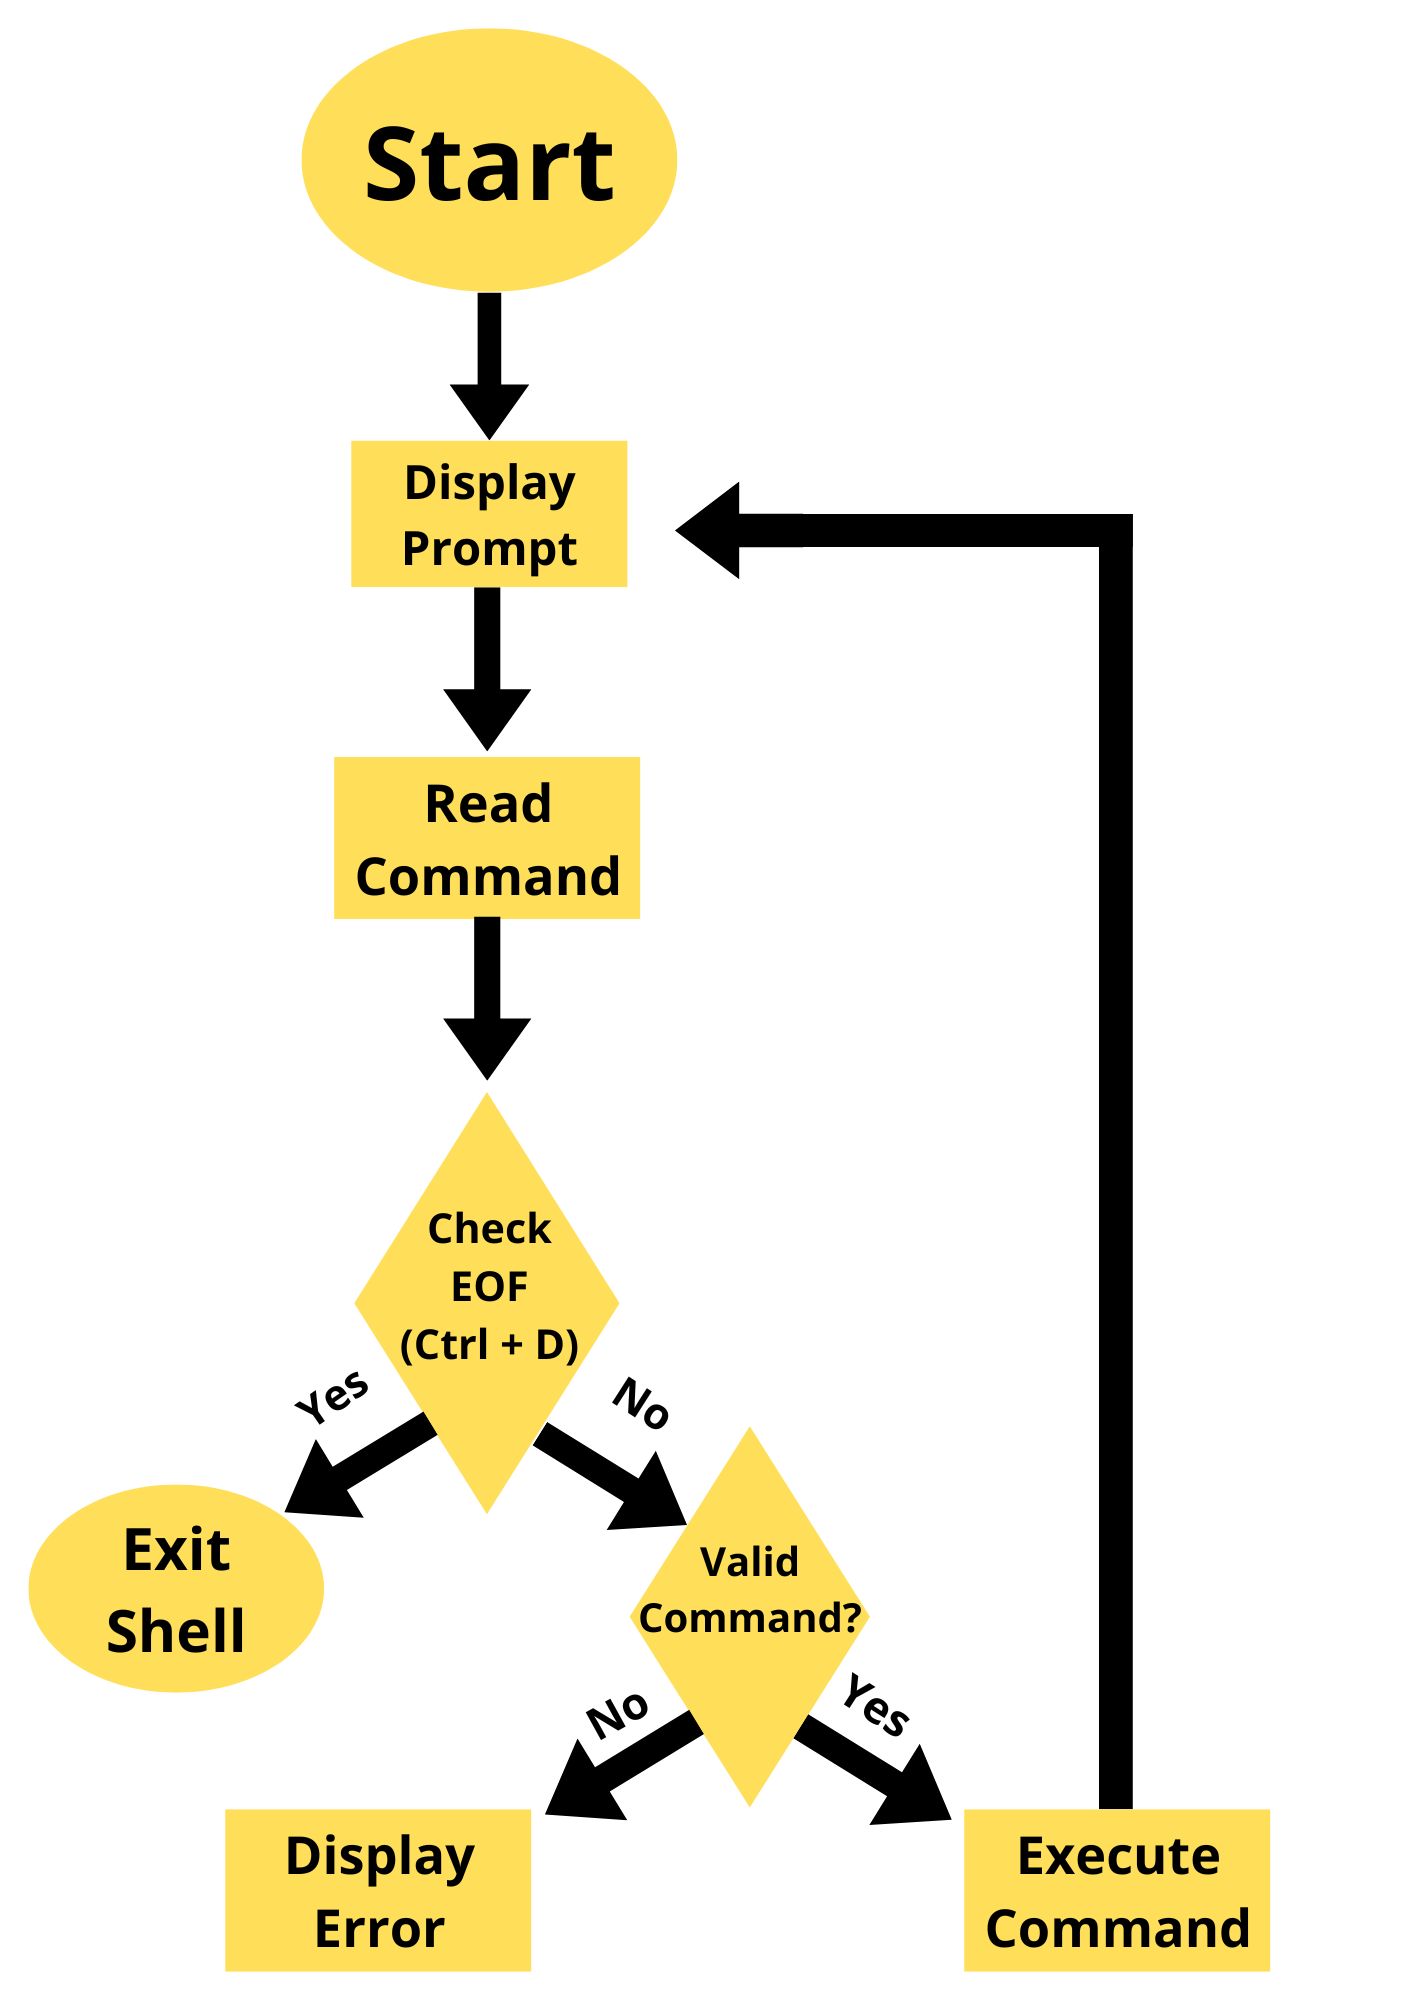 Start
Display
Prompt
Read
Command
Check
EOF
(Ctrl + D)
Yes
No
Exit
Shell
Valid
Command?
No
Yes
Display
Error
Execute
Command